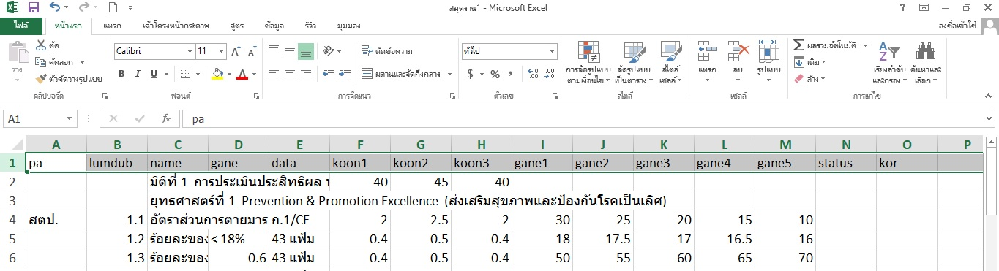 สมุดงาน1 - Microsoft Excel
ไฟล์ หน้าแรก แทรก เค้าโครงหน้ากระดาษ สูตร ข้อมูล รีวิว มุมมอง ลงชื่อเข้าใช้
วาง ตัด คัดลอก ตัวคัดวางรูปแบบ
Calibri 11
B I U A
ตัดข้อความ
ผสานและจัดกึ่งกลาง
ทั่วไป
$ % ,
การจัดรูปแบบตามเงื่อนไข จัดรูปแบบเป็นตาราง สไตล์เซลล์
แทรก ลบ รูปแบบ
ผลรวมอัตโนมัติ
เติม
ล้าง
เรียงลำดับและกรอง ค้นหาและเลือก
คลิปบอร์ด ฟอนต์ การจัดแนว ตัวเลข สไตล์ เซลล์ การแก้ไข
A1 fx pa
A B C D E F G H I J K L M N O P
1 pa lumdub name gane data koon1 koon2 koon3 gane1 gane2 gane3 gane4 gane5 status kor
2 มิติที่ 1 การประเมินประสิทธิผล 40 45 40
3 ยุทธศาสตร์ที่ 1 Prevention & Promotion Excellence (ส่งเสริมสุขภาพและป้องกันโรคเป็นเลิศ)
4 สตป. 1.1 อัตราส่วนการตายมาร ก.1/CE 2 2.5 2 30 25 20 15 10
5 1.2 ร้อยละของ < 18% 43 แฟ้ม 0.4 0.5 0.4 18 17.5 17 16.5 16
6 1.3 ร้อยละของ 0.6 43 แฟ้ม 0.4 0.5 0.4 50 55 60 65 70